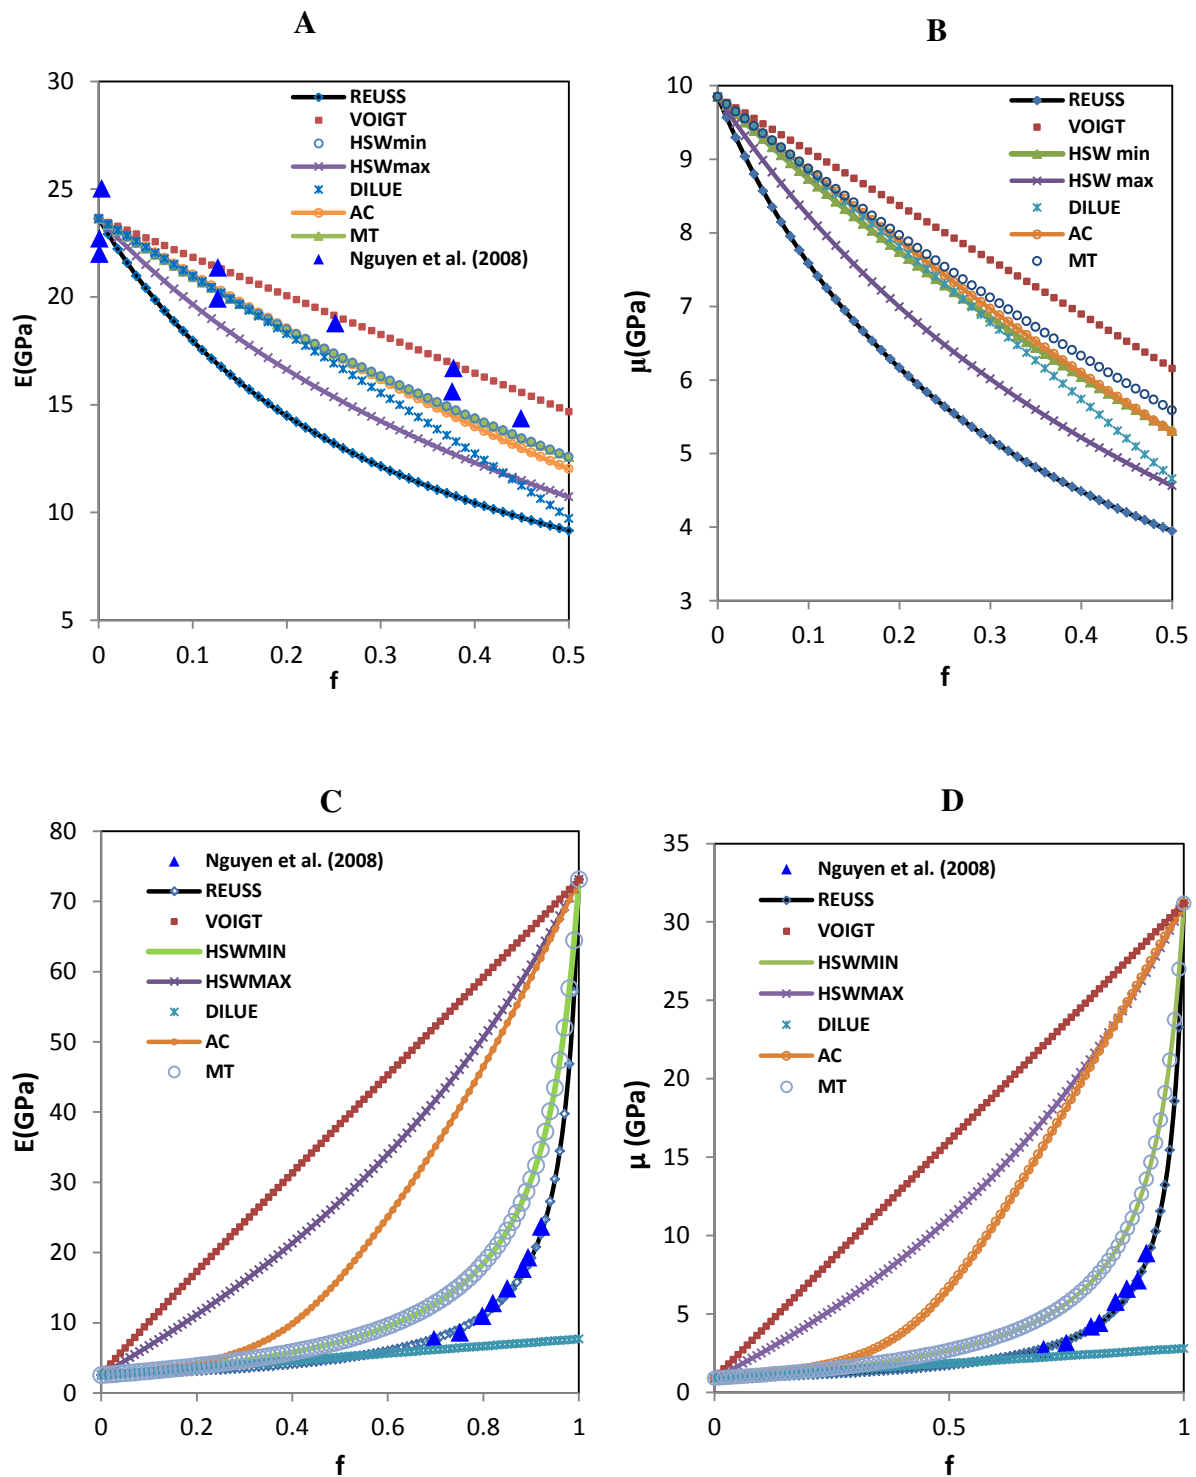 A
30
25
20
15
10
5
E(GPa)
0
0.1
0.2
0.3
0.4
0.5
f
REUSS
VOIGT
HSWmin
HSWmax
DILUE
AC
MT
Nguyen et al. (2008)
B
10
9
8
7
6
5
4
3
μ(GPa)
0
0.1
0.2
0.3
0.4
0.5
f
REUSS
VOIGT
HSW min
HSW max
DILUE
AC
MT
C
80
70
60
50
40
30
20
10
0
E(GPa)
0
0.2
0.4
0.6
0.8
1
f
Nguyen et al. (2008)
REUSS
VOIGT
HSWMIN
HSWMAX
DILUE
AC
MT
D
35
30
25
20
15
10
5
0
μ (GPa)
0
0.5
1
f
Nguyen et al. (2008)
REUSS
VOIGT
HSWMIN
HSWMAX
DILUE
AC
MT